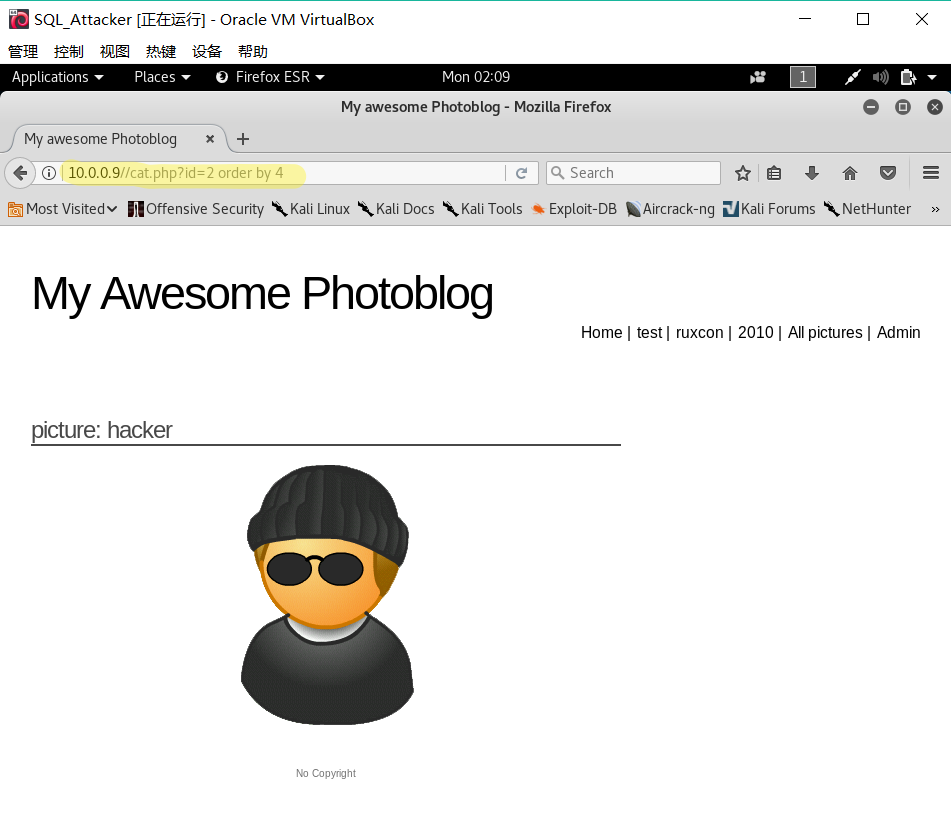 SQL_Attacker [正在运行] - Oracle VM VirtualBox
管理 控制 视图 热键 设备 帮助
Applications Places Firefox ESR Mon 02:09 1
My awesome Photoblog - Mozilla Firefox
My awesome Photoblog
10.0.0.9//cat.php?id=2 order by 4 Search
Most Visited Offensive Security Kali Linux Kali Docs Kali Tools Exploit-DB Aircrack-ng Kali Forums NetHunter »
My Awesome Photoblog
Home | test | ruxcon | 2010 | All pictures | Admin
picture: hacker
No Copyright